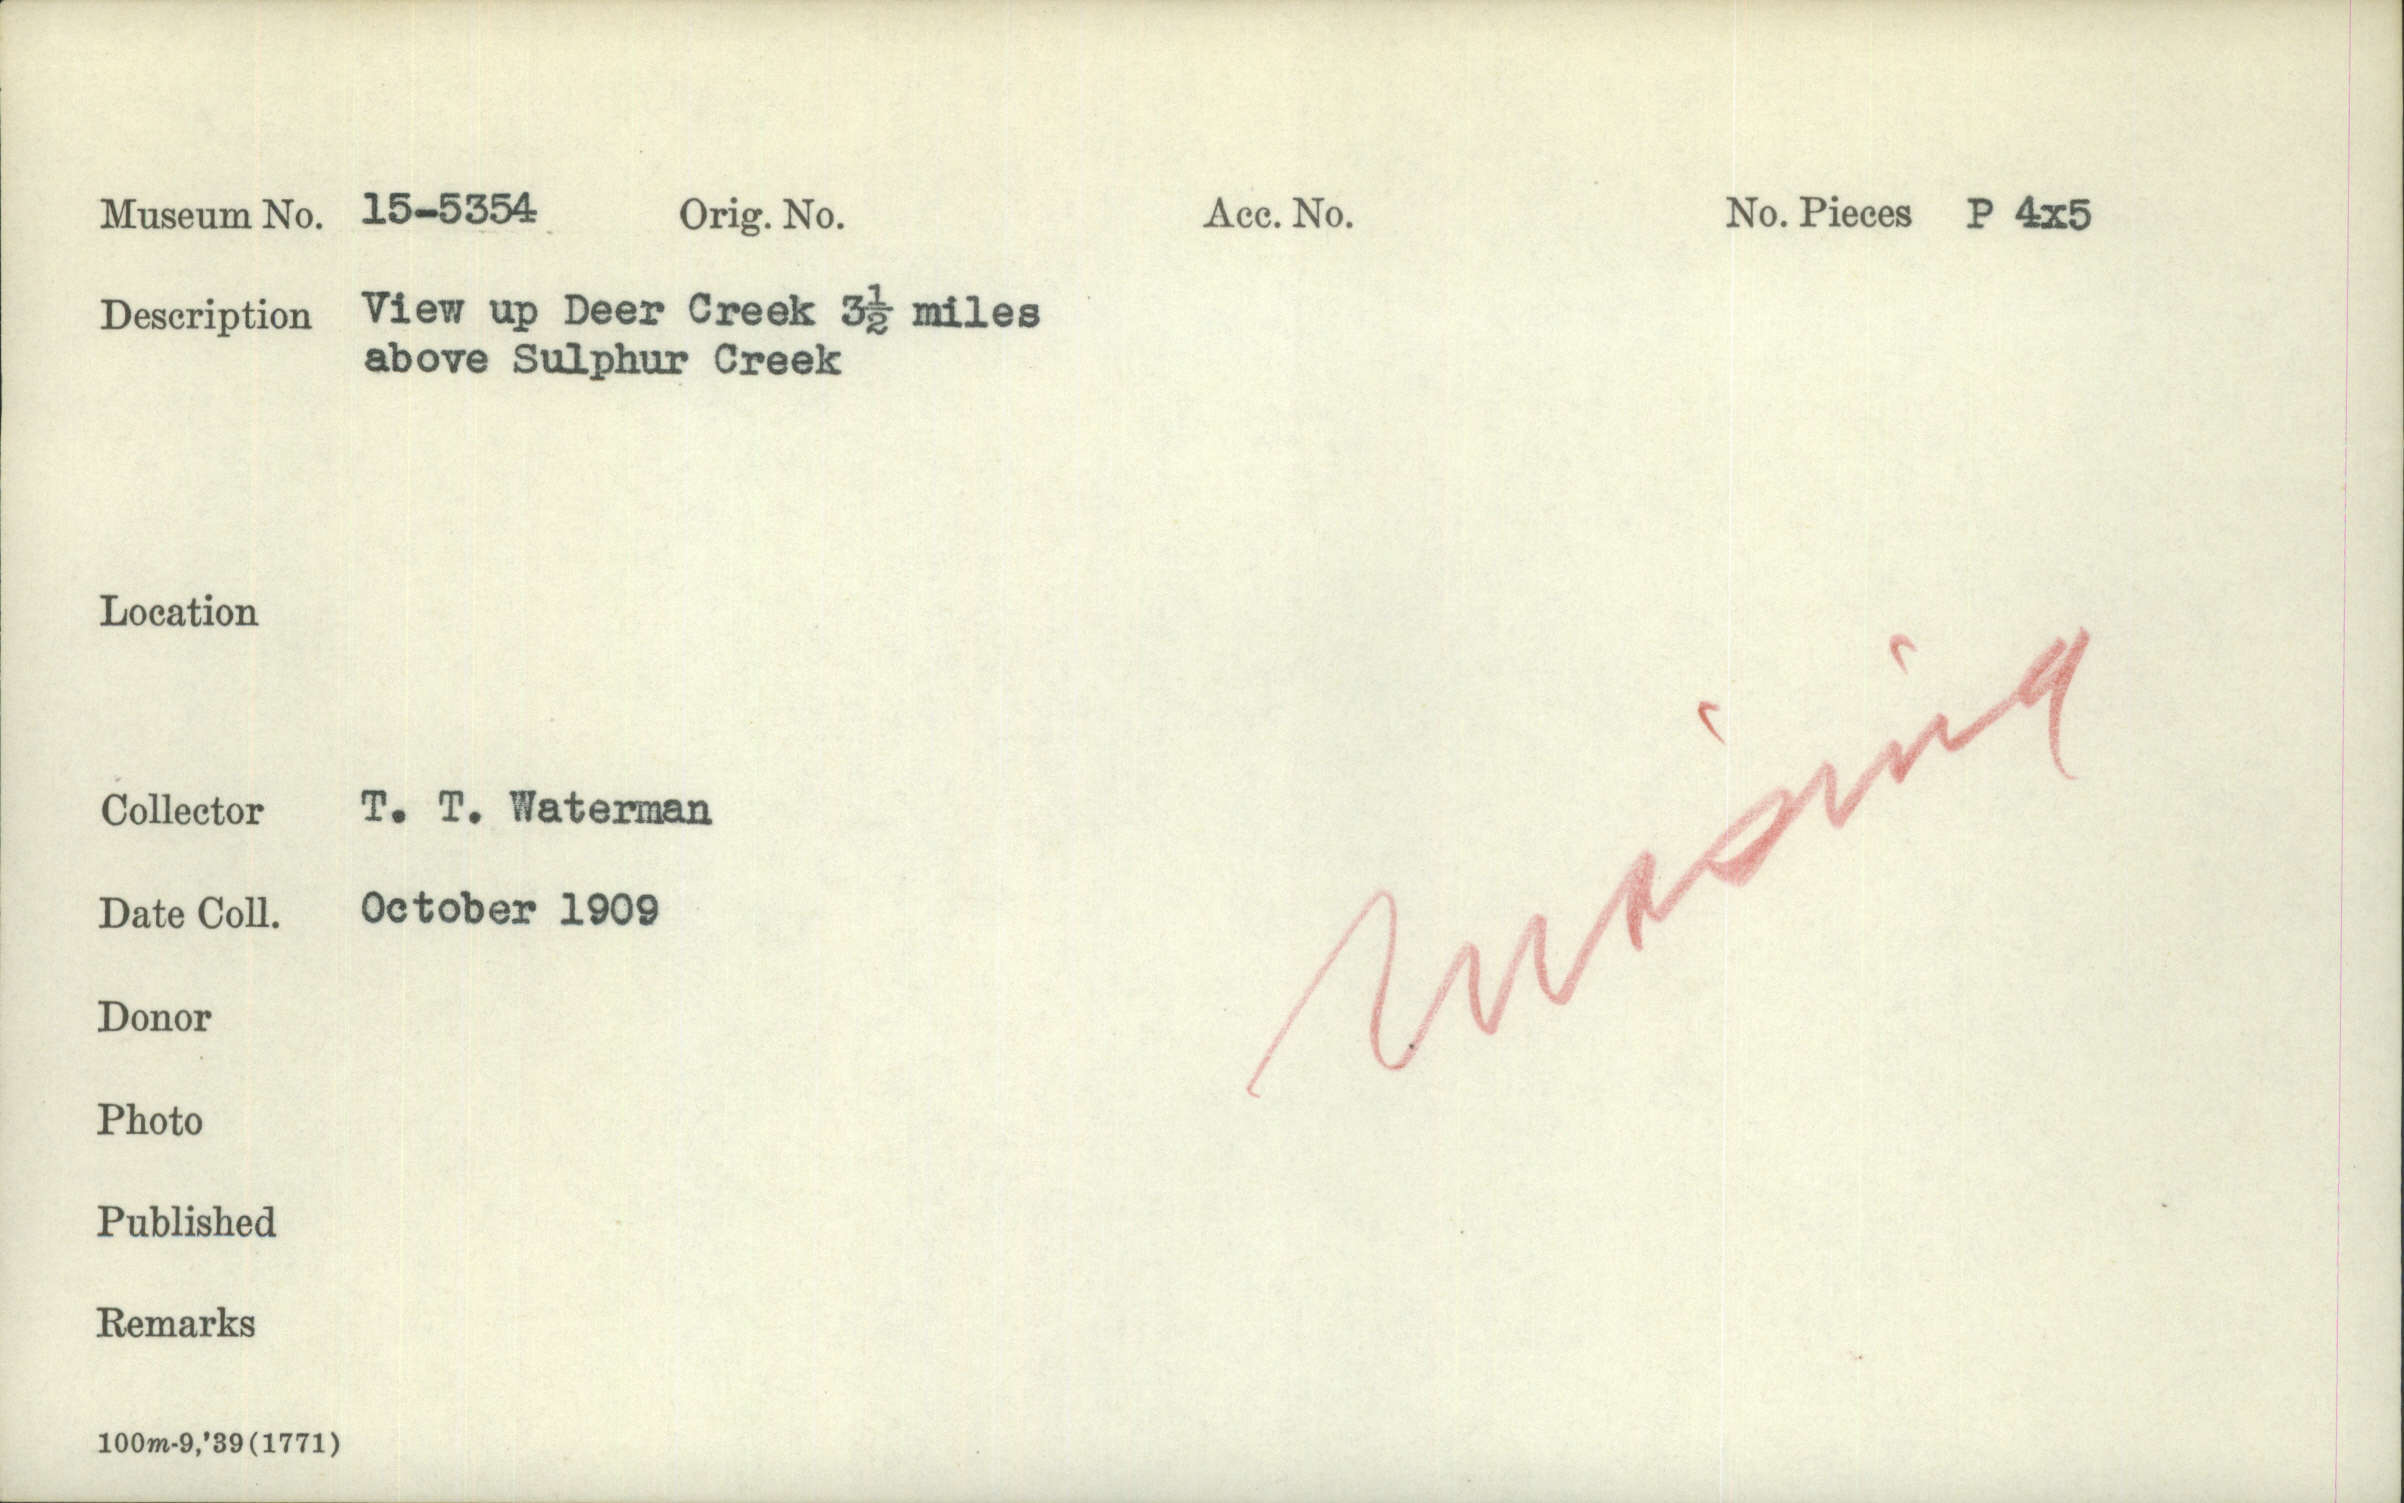 Museum No. 15-5354 Orig. No. Acc. No. No. Pieces P 4x5
Description View up Deer Creek 3½ miles
above Sulphur Creek
Location
missing
Collector T. T. Waterman
Date Coll. October 1909
Donor
Photo
Published
Remarks
100m-9,'39(1771)